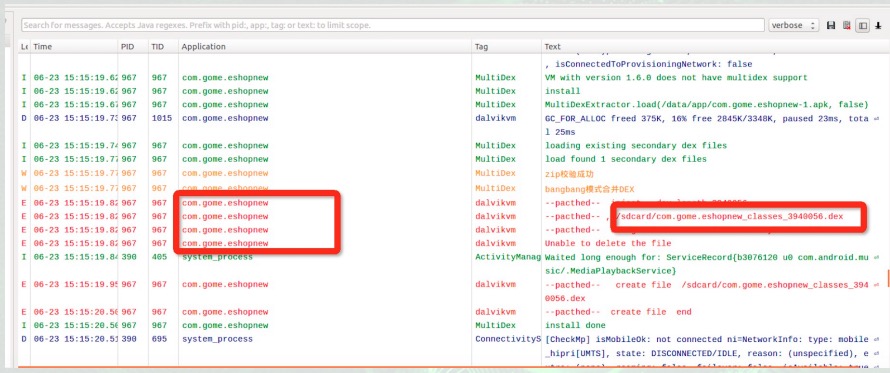 Search for messages. Accepts Java regexes. Prefix with pid:, app:, tag: or text: to limit scope.
verbose
Le Time PID TID Application Tag Text
, isConnectedToProvisioningNetwork: false
I 06-23 15:15:19.62 967 967 com.gome.eshopnew MultiDex VM with version 1.6.0 does not have multidex support
I 06-23 15:15:19.62 967 967 com.gome.eshopnew MultiDex install
I 06-23 15:15:19.67 967 967 com.gome.eshopnew MultiDex MultiDexExtractor.load(/data/app/com.gome.eshopnew-1.apk, false)
D 06-23 15:15:19.73 967 1015 com.gome.eshopnew dalvikvm GC_FOR_ALLOC freed 375K, 16% free 2845K/3348K, paused 23ms, tota
l 25ms
I 06-23 15:15:19.74 967 967 com.gome.eshopnew MultiDex loading existing secondary dex files
I 06-23 15:15:19.77 967 967 com.gome.eshopnew MultiDex load found 1 secondary dex files
W 06-23 15:15:19.77 967 967 com.gome.eshopnew MultiDex zip校验成功
W 06-23 15:15:19.77 967 967 com.gome.eshopnew MultiDex bangbang模式合并DEX
E 06-23 15:15:19.82 967 967 com.gome.eshopnew dalvikvm --pacthed--
E 06-23 15:15:19.82 967 967 com.gome.eshopnew dalvikvm --pacthed-- , /sdcard/com.gome.eshopnew_classes_3940056.dex
E 06-23 15:15:19.82 967 967 com.gome.eshopnew dalvikvm --pacthed--
E 06-23 15:15:19.82 967 967 com.gome.eshopnew dalvikvm Unable to delete the file
I 06-23 15:15:19.84 390 405 system_process ActivityManag Waited long enough for: ServiceRecord{b3076120 u0 com.android.mu
sic/.MediaPlaybackService}
E 06-23 15:15:19.95 967 967 com.gome.eshopnew dalvikvm --pacthed-- create file /sdcard/com.gome.eshopnew_classes_394
0056.dex
E 06-23 15:15:20.50 967 967 com.gome.eshopnew dalvikvm --pacthed-- create file end
I 06-23 15:15:20.50 967 967 com.gome.eshopnew MultiDex install done
D 06-23 15:15:20.51 390 695 system_process ConnectivityS [CheckMp] isMobileOk: not connected ni=NetworkInfo: type: mobile
_hipri[UMTS], state: DISCONNECTED/IDLE, reason: (unspecified), e